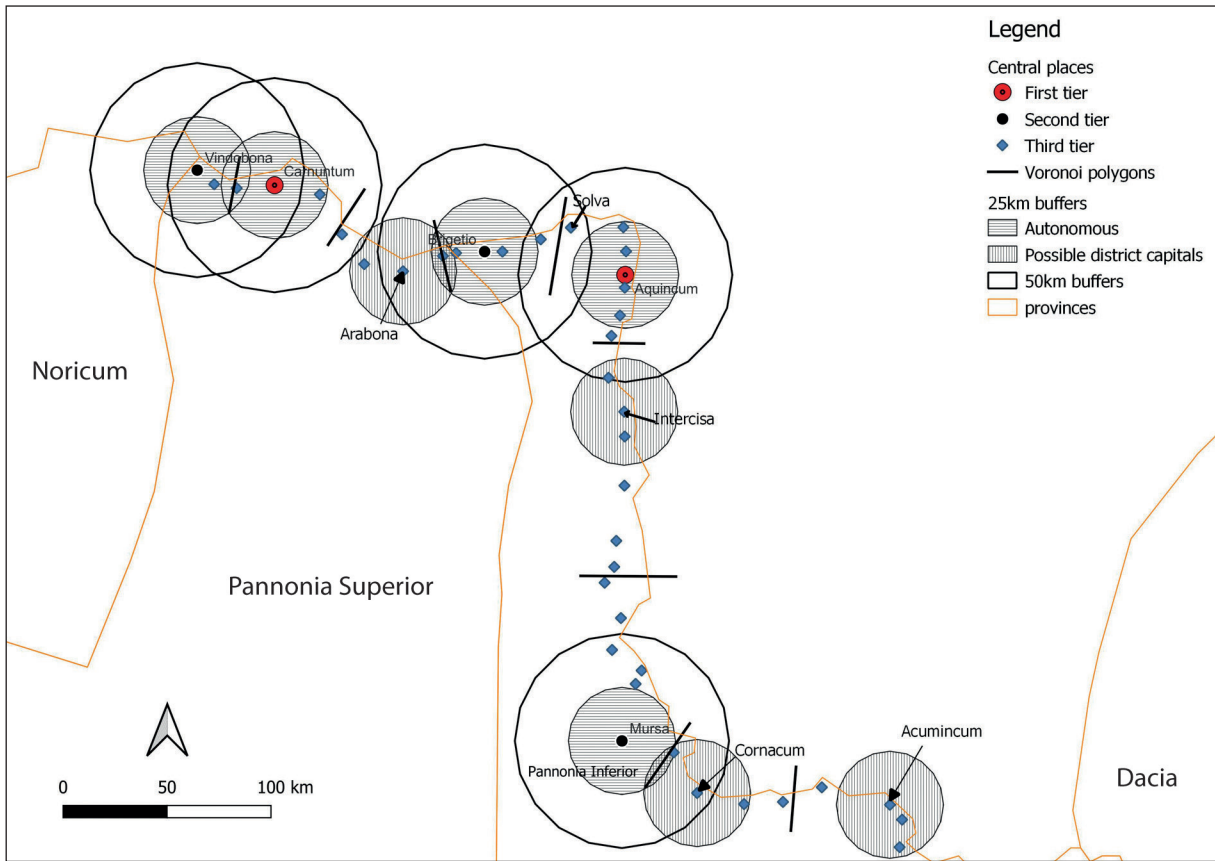 Legend
Central places
First tier
Second tier
Third tier
Voronoi polygons
25km buffers
Autonomous
Possible district capitals
50km buffers
provinces
Vindobona
Carnuntum
Solva
Brigetio
Aquincum
Arabona
Noricum
Intercisa
Pannonia Superior
Mursa
Acumincum
Cornacum
Pannonia Inferior
Dacia
0 50 100 km